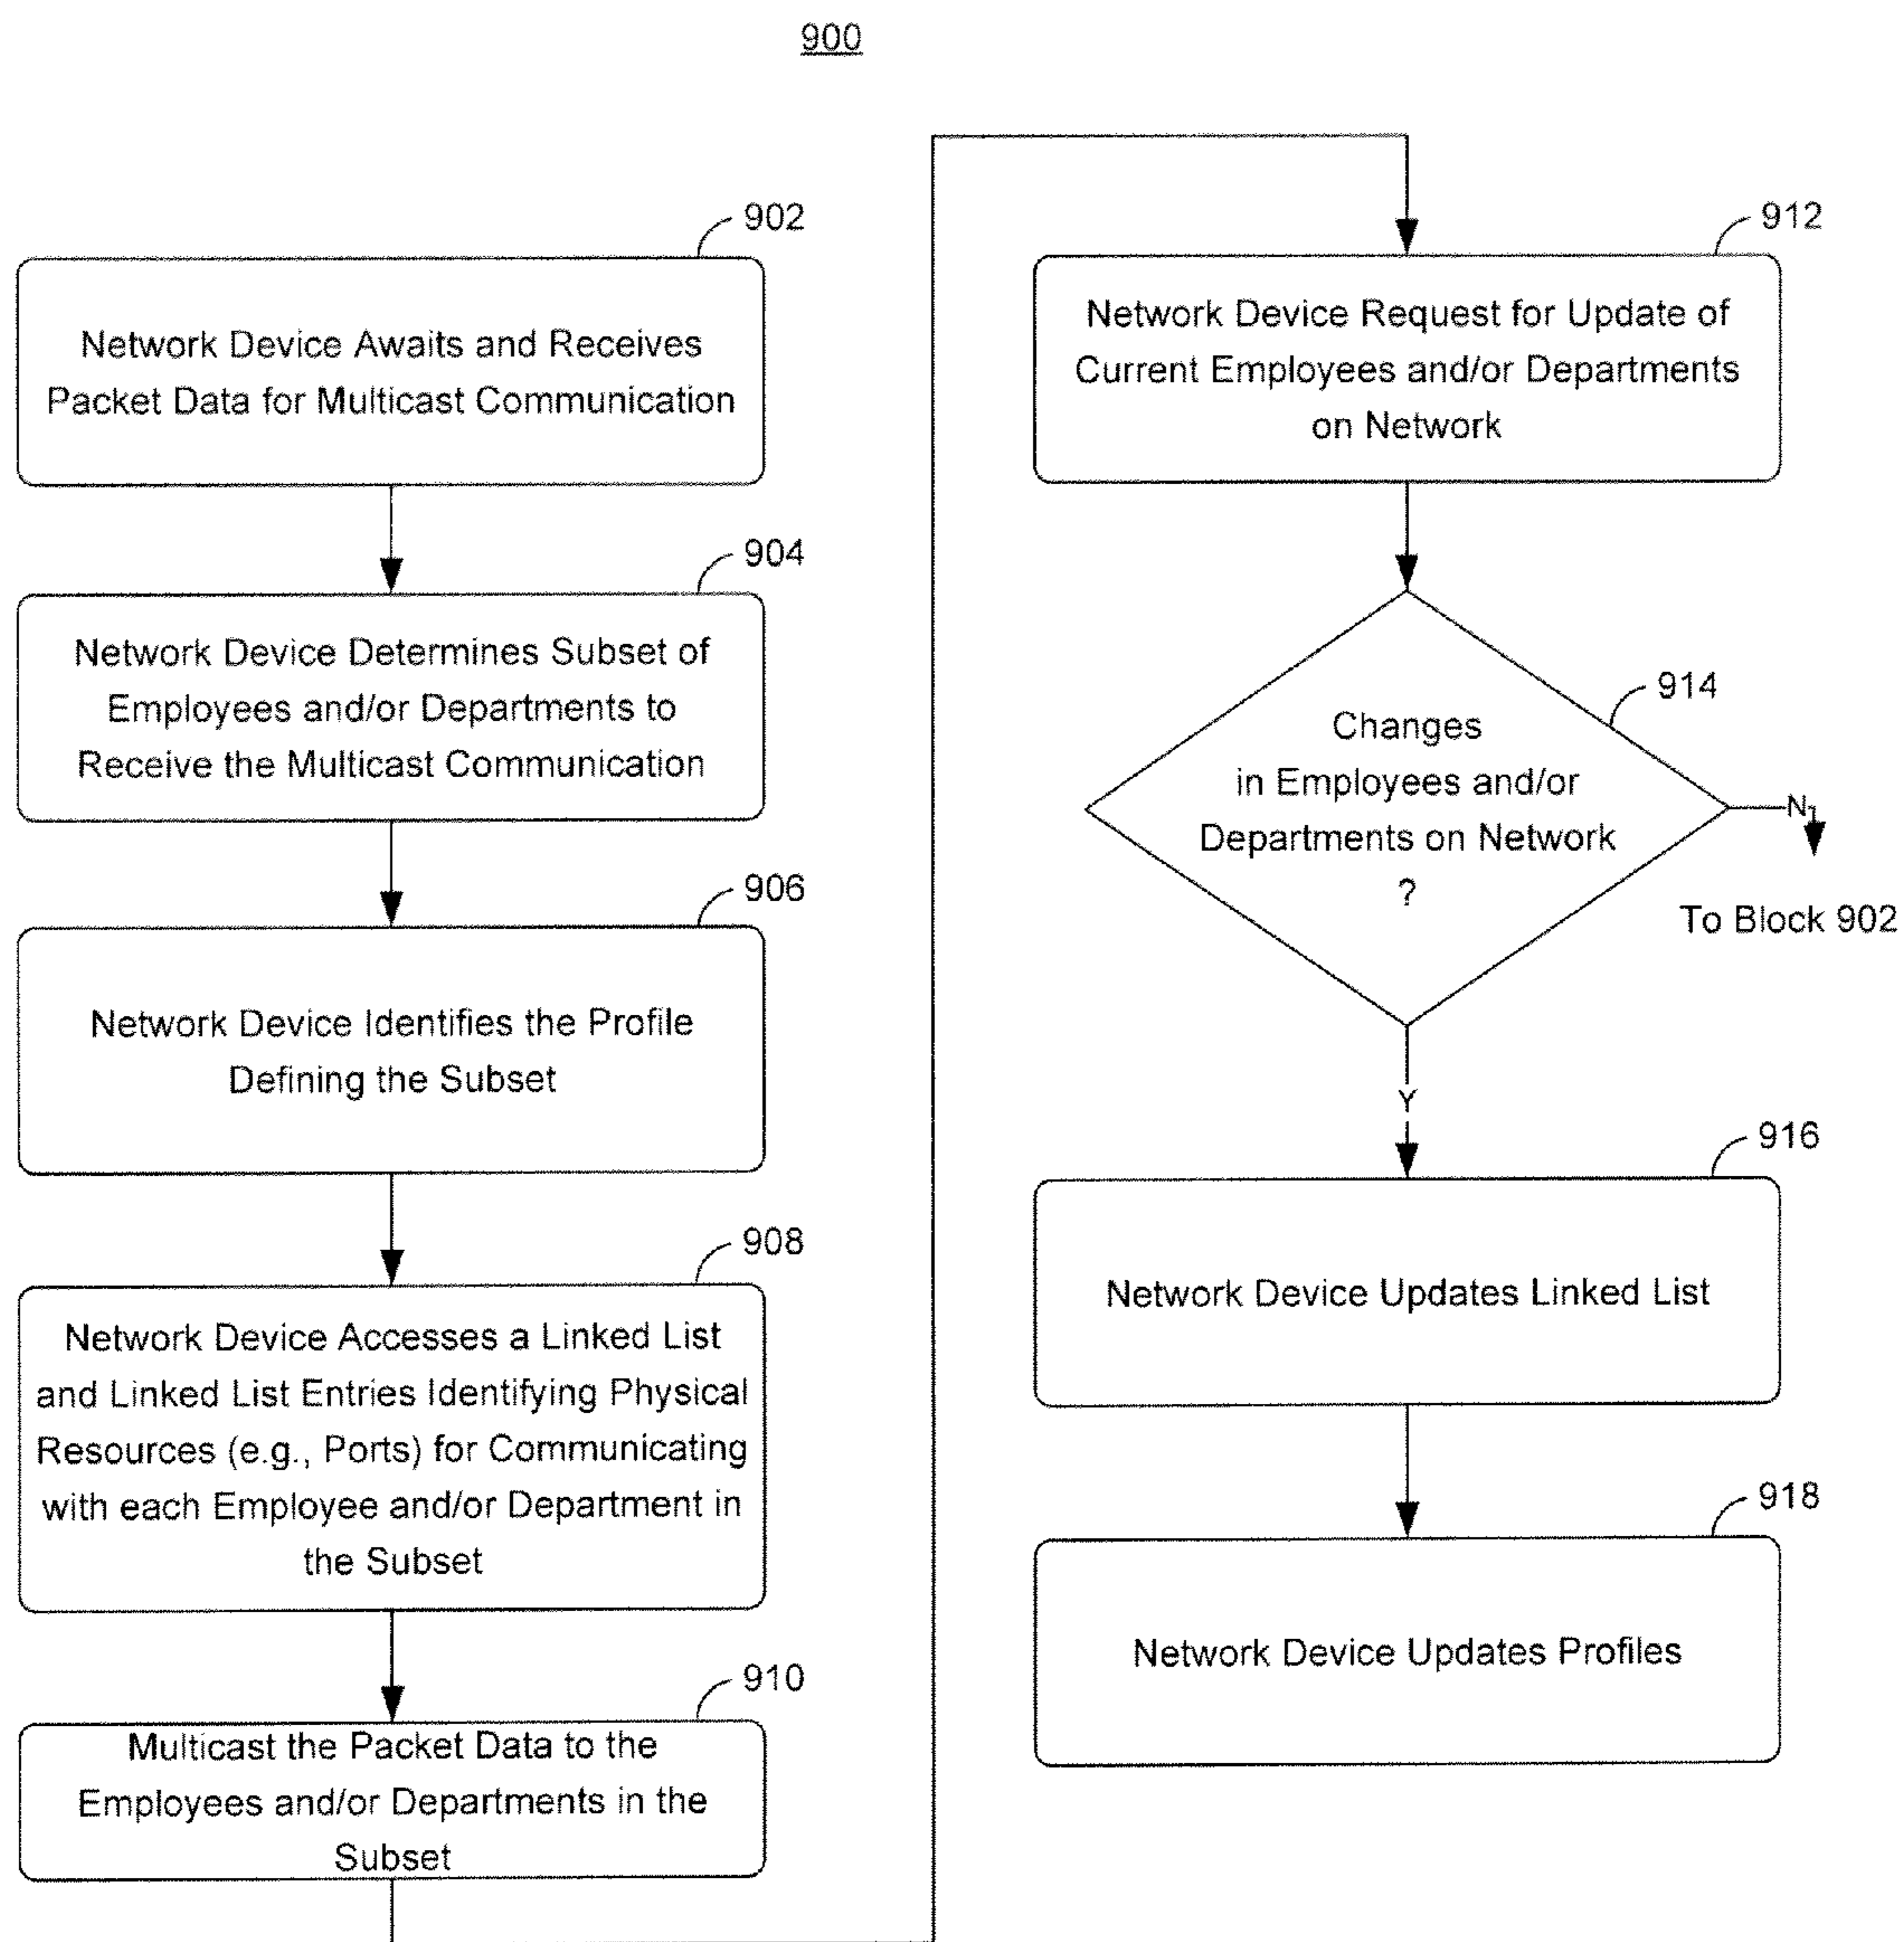 900
902
Network Device Awaits and Receives
Packet Data for Multicast Communication
904
Network Device Determines Subset of
Employees and/or Departments to
Receive the Multicast Communication
906
Network Device Identifies the Profile
Defining the Subset
908
Network Device Accesses a Linked List
and Linked List Entries Identifying Physical
Resources (e.g., Ports) for Communicating
with each Employee and/or Department in
the Subset
910
Multicast the Packet Data to the
Employees and/or Departments in the
Subset
912
Network Device Request for Update of
Current Employees and/or Departments
on Network
914
Changes
in Employees and/or
Departments on Network
?
N
To Block 902
Y
916
Network Device Updates Linked List
918
Network Device Updates Profiles